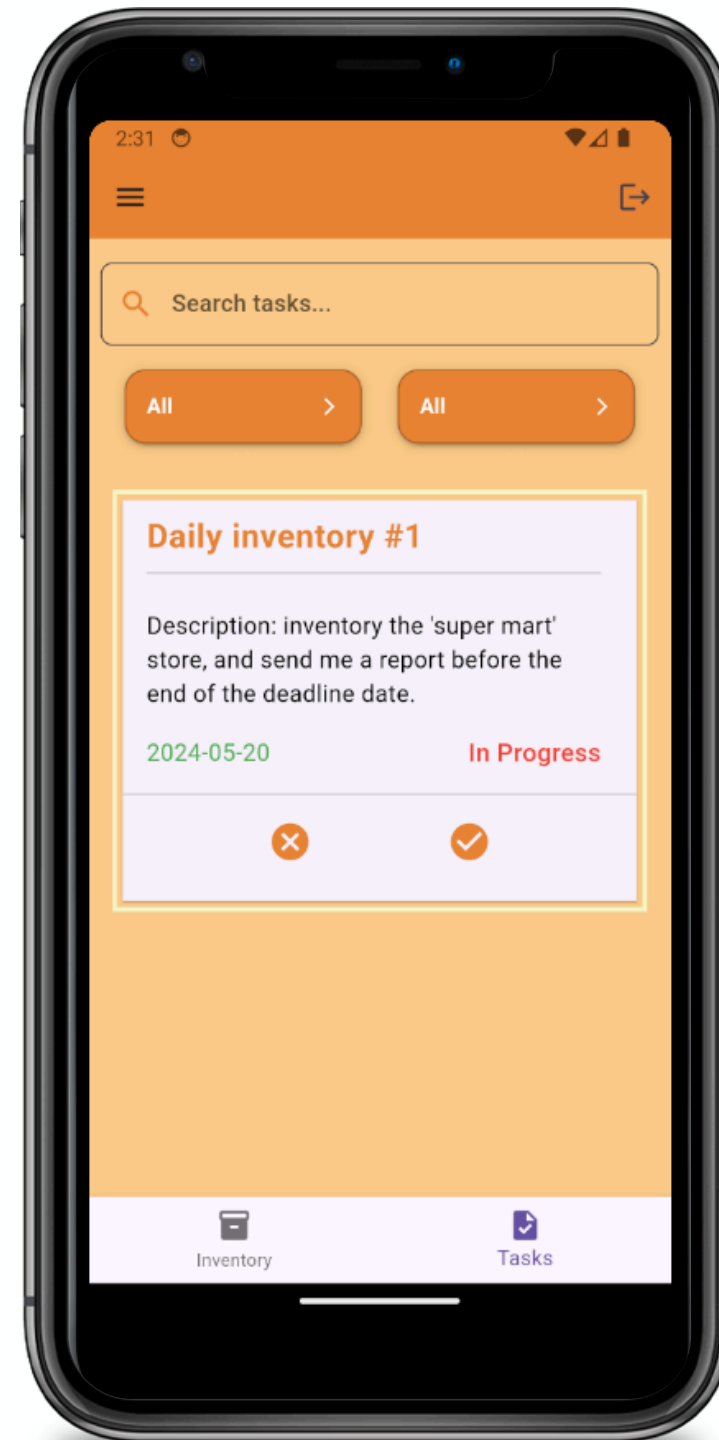 2:31
Search tasks...
All
All
Daily inventory #1
Description: inventory the 'super mart'
store, and send me a report before the
end of the deadline date.
2024-05-20 In Progress
Inventory
Tasks